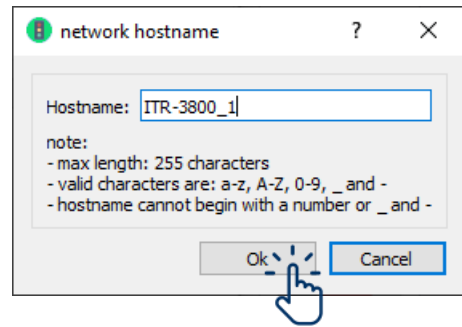 network hostname ? ×
Hostname: ITR-3800_1
note:
- max length: 255 characters
- valid characters are: a-z, A-Z, 0-9, _ and -
- hostname cannot begin with a number or _ and -
Ok Cancel